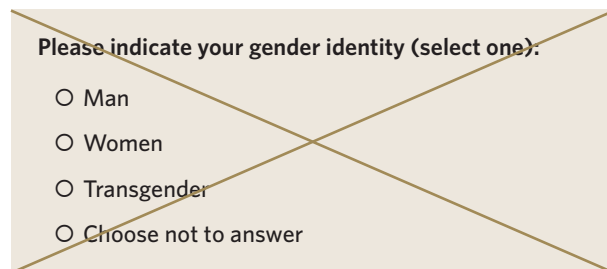 Please indicate your gender identity (select one):
Man
Women
Transgender
Choose not to answer